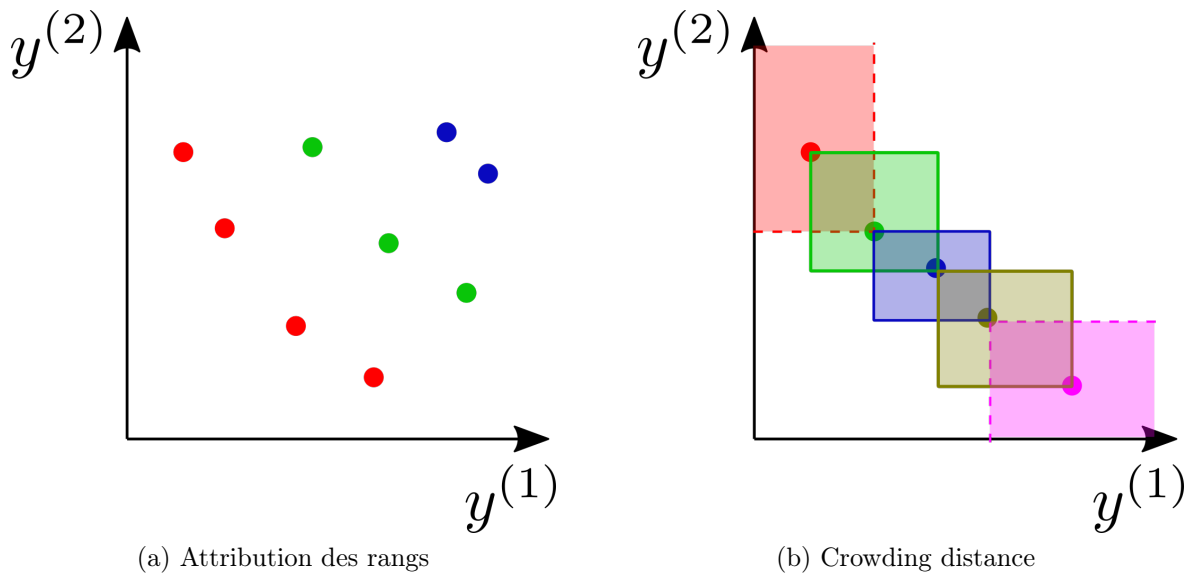 y^{(2)}
y^{(2)}
y^{(1)}
y^{(1)}
(a) Attribution des rangs
(b) Crowding distance